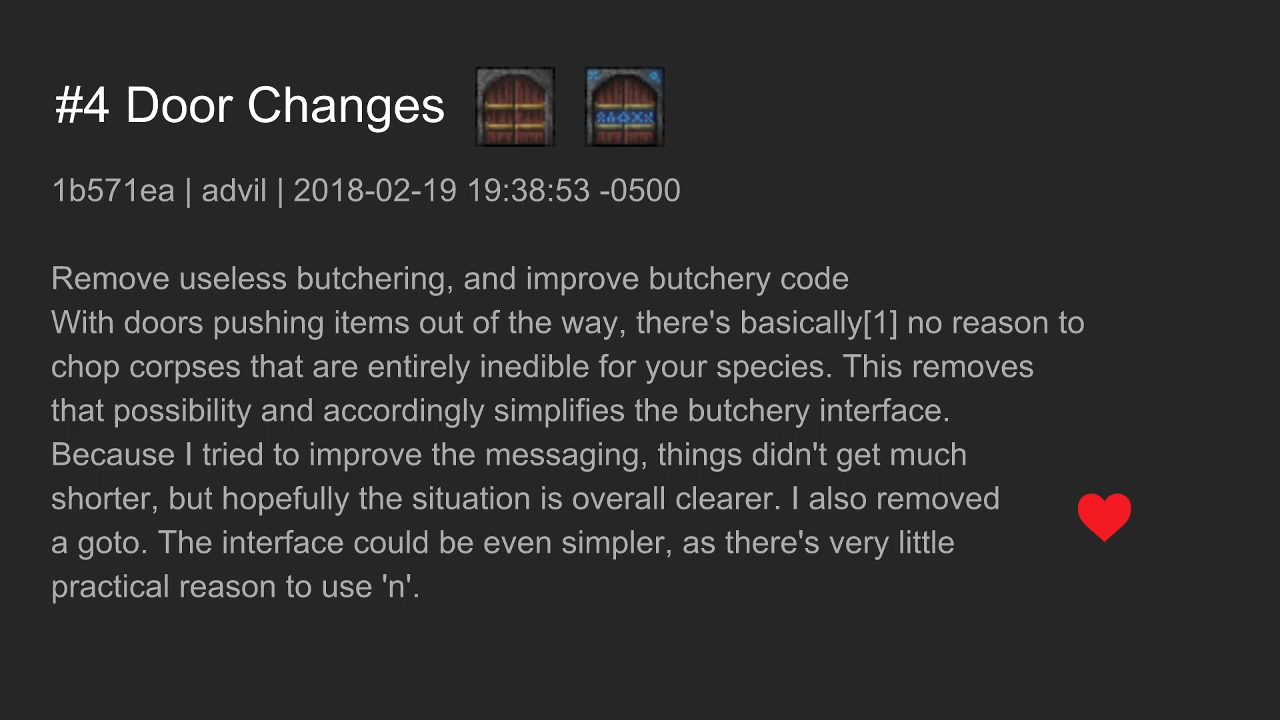 #4 Door Changes
1b571ea | advil | 2018-02-19 19:38:53 -0500
Remove useless butchering, and improve butchery code
With doors pushing items out of the way, there's basically[1] no reason to
chop corpses that are entirely inedible for your species. This removes
that possibility and accordingly simplifies the butchery interface.
Because I tried to improve the messaging, things didn't get much
shorter, but hopefully the situation is overall clearer. I also removed
a goto. The interface could be even simpler, as there's very little
practical reason to use 'n'.